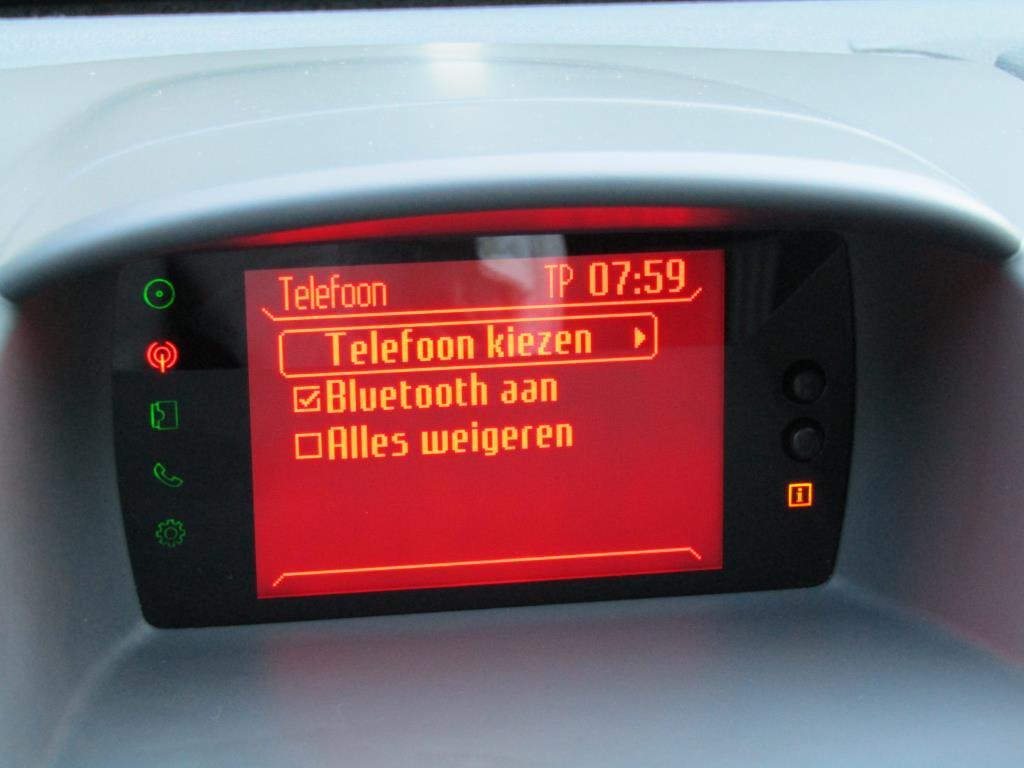 Telefoon TP 07:59
Telefoon kiezen
Bluetooth aan
Alles weigeren
i